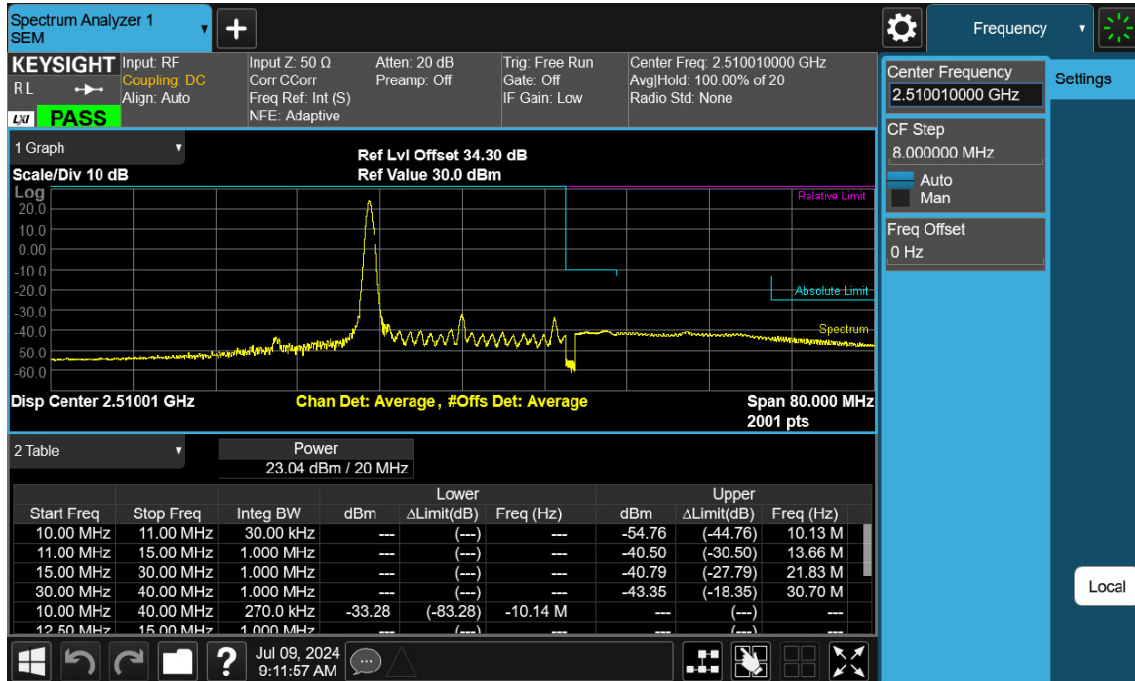 Spectrum Analyzer 1
SEM
Frequency
KEYSIGHT
R L
LXI
PASS
Input: RF
Coupling: DC
Align: Auto
Input Z: 50 Ω
Corr CCorr
Freq Ref: Int (S)
NFE: Adaptive
Atten: 20 dB
Preamp: Off
Trig: Free Run
Gate: Off
IF Gain: Low
Center Freq: 2.510010000 GHz
Avg|Hold: 100.00% of 20
Radio Std: None
Center Frequency
2.510010000 GHz
Settings
CF Step
8.000000 MHz
Auto
Man
Freq Offset
0 Hz
1 Graph
Ref Lvl Offset 34.30 dB
Scale/Div 10 dB
Ref Value 30.0 dBm
Log
Relative Limit
20.0
10.0
0.00
-10.0
-20.0
Absolute Limit
-30.0
-40.0
Spectrum
50.0
-60.0
Disp Center 2.51001 GHz
Chan Det: Average , #Offs Det: Average
Span 80.000 MHz
2001 pts
2 Table
Power
23.04 dBm / 20 MHz
Lower Upper
Start Freq Stop Freq Integ BW dBm ΔLimit(dB) Freq (Hz) dBm ΔLimit(dB) Freq (Hz)
10.00 MHz 11.00 MHz 30.00 kHz --- (---) --- -54.76 (-44.76) 10.13 M
11.00 MHz 15.00 MHz 1.000 MHz --- (---) --- -40.50 (-30.50) 13.66 M
15.00 MHz 30.00 MHz 1.000 MHz --- (---) --- -40.79 (-27.79) 21.83 M
30.00 MHz 40.00 MHz 1.000 MHz --- (---) --- -43.35 (-18.35) 30.70 M
10.00 MHz 40.00 MHz 270.0 kHz -33.28 (-83.28) -10.14 M --- (---) ---
12.50 MHz 15.00 MHz 1.000 MHz --- (---) --- --- (---) ---
Local
?
Jul 09, 2024
9:11:57 AM